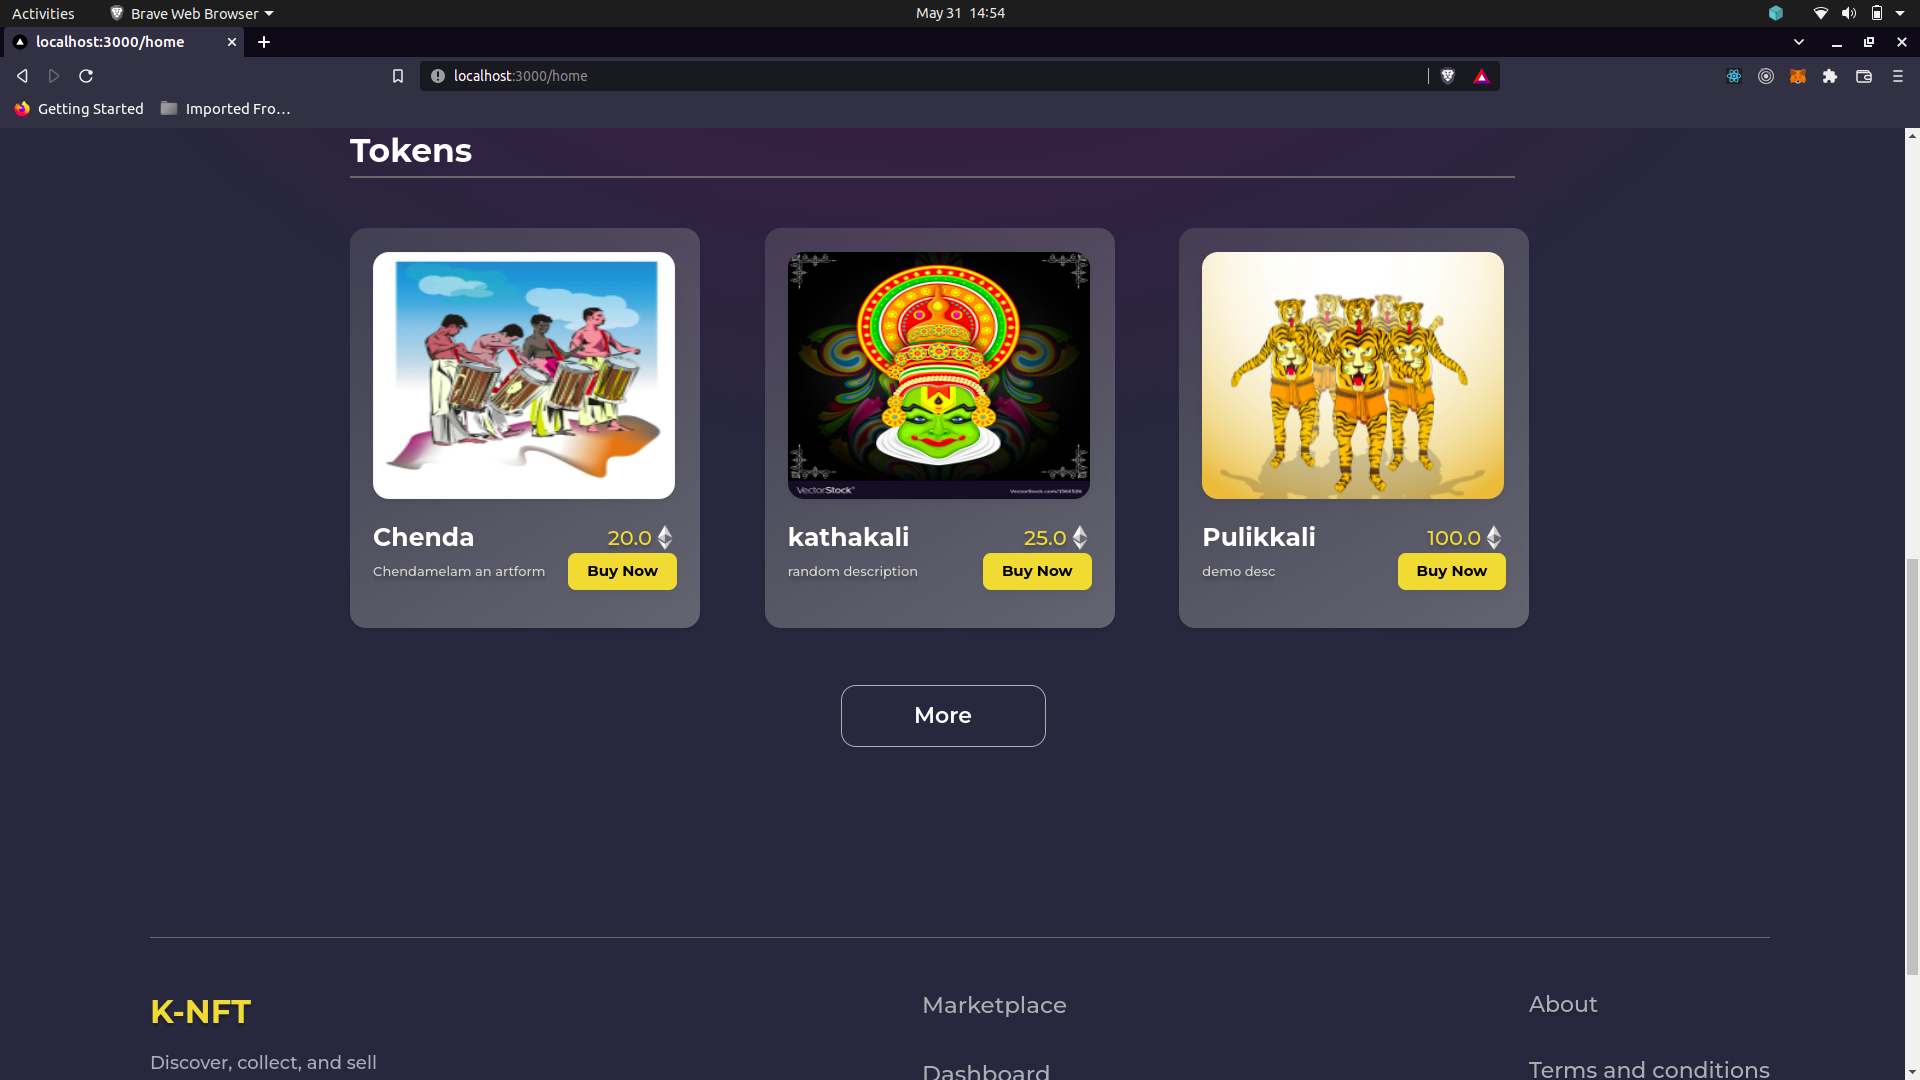 Activities
Brave Web Browser
May 31 14:54
localhost:3000/home
localhost:3000/home
Getting Started
Imported Fro…
Tokens
VectorStock®
Chenda
20.0
Chendamelam an artform
Buy Now
kathakali
25.0
random description
Buy Now
Pulikkali
100.0
demo desc
Buy Now
More
K-NFT
Marketplace
About
Discover, collect, and sell
Dashboard
Terms and conditions